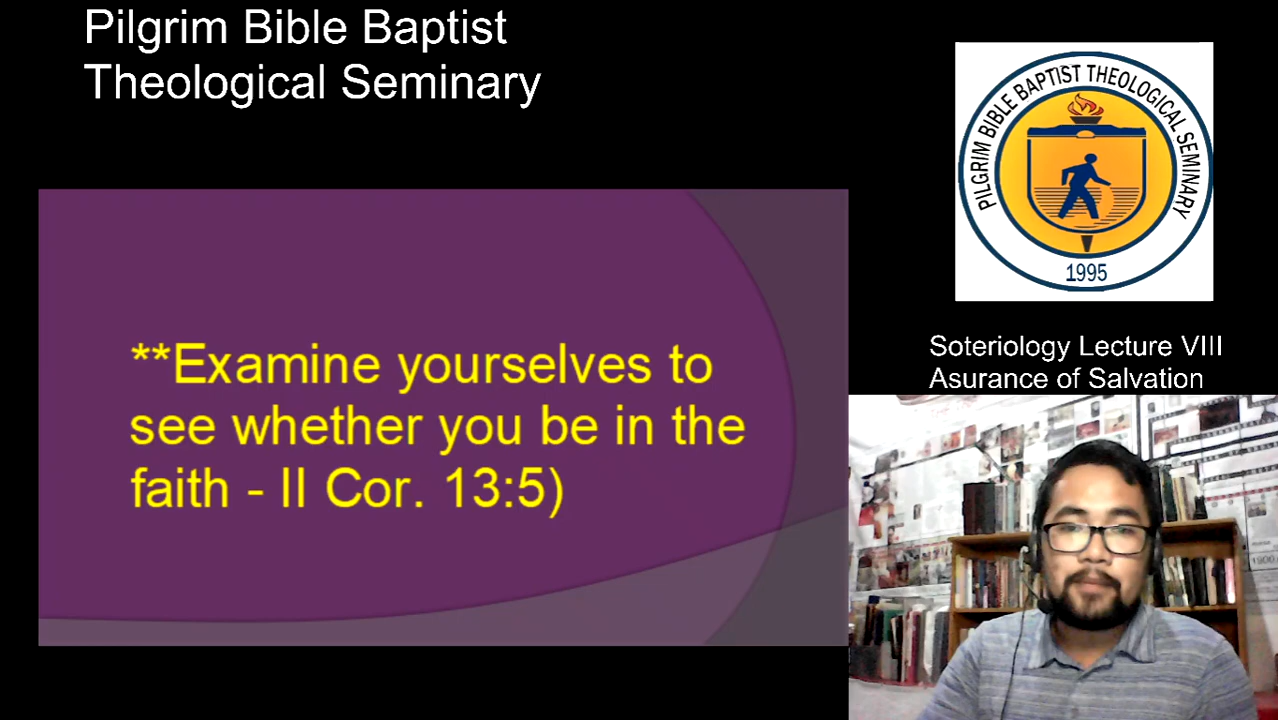 Pilgrim Bible Baptist
Theological Seminary
PILGRIM BIBLE BAPTIST THEOLOGICAL SEMINARY
1995
**Examine yourselves to
see whether you be in the
faith - II Cor. 13:5)
Soteriology Lecture VIII
Asurance of Salvation